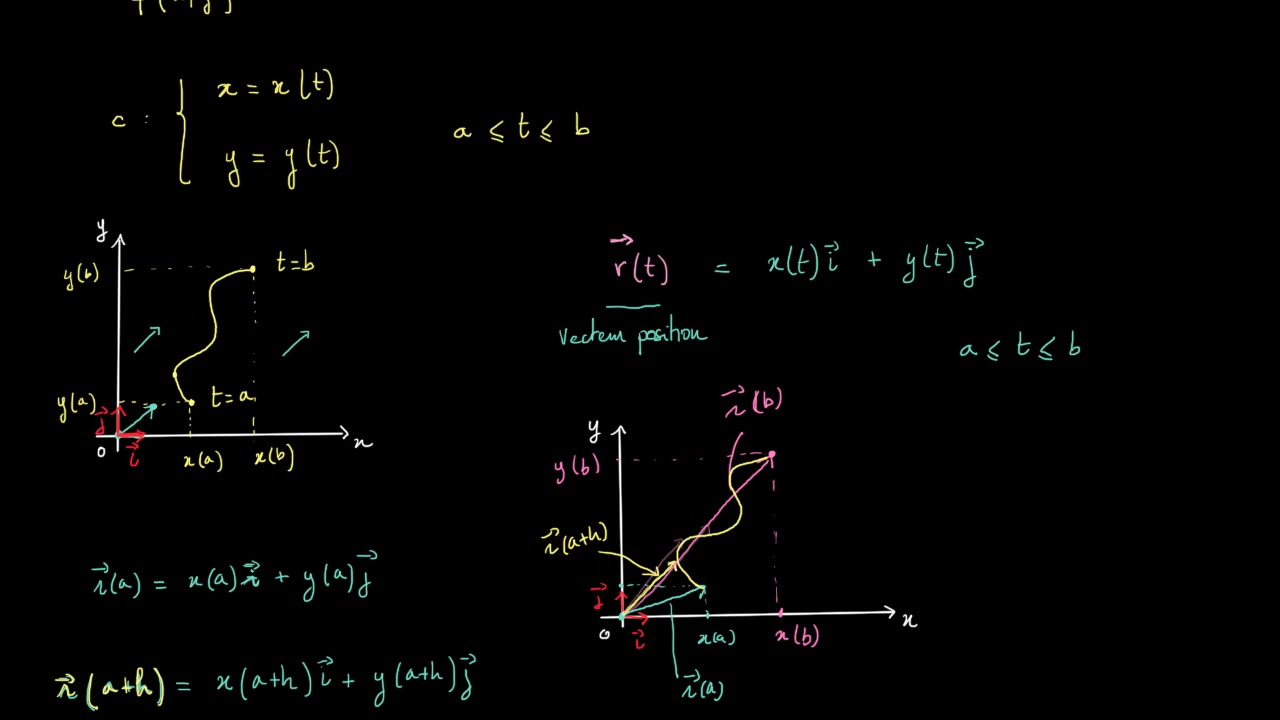 c : { x = x(t)
y = y(t)
a ⩽ t ⩽ b
y
y(b)
t=b
y(a)
t=a
j⃗
0
i⃗
x(a)
x(b)
x
r⃗(t) = x(t)i⃗ + y(t)j⃗
vecteur position
a ⩽ t ⩽ b
r⃗(b)
y
y(b)
r⃗(a+h)
j⃗
0
i⃗
x(a)
x(b)
x
r⃗(a)
r⃗(a) = x(a)i⃗ + y(a)j⃗
r⃗(a+h) = x(a+h)i⃗ + y(a+h)j⃗